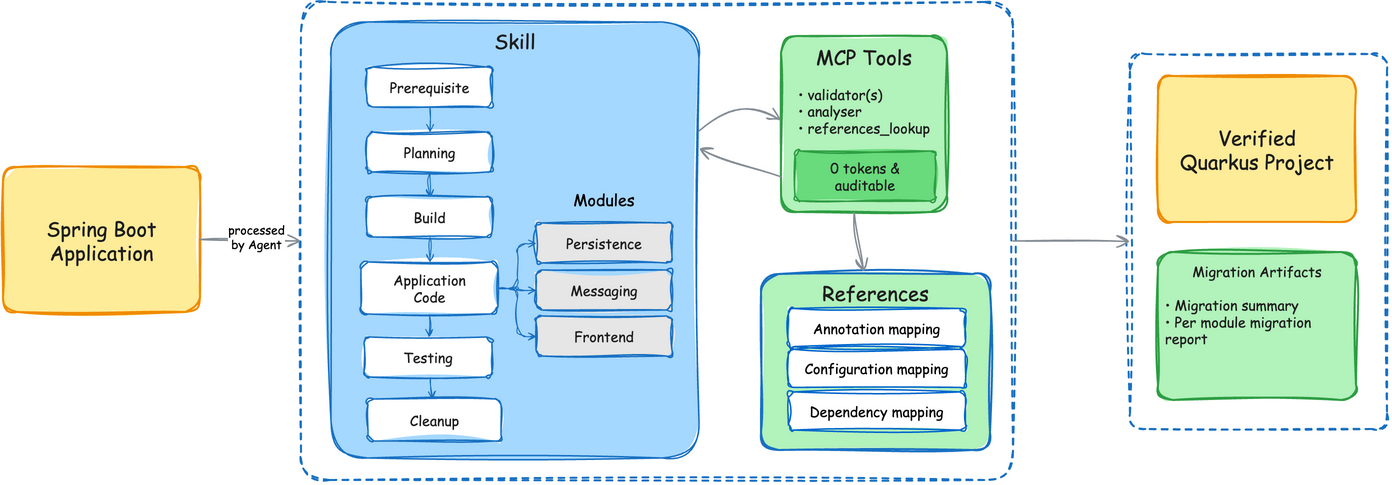 Spring Boot
Application
processed
by Agent
Skill
Prerequisite
Planning
Build
Application
Code
Testing
Cleanup
Modules
Persistence
Messaging
Frontend
MCP Tools
• validator(s)
• analyser
• references_lookup
0 tokens &
auditable
References
Annotation mapping
Configuration mapping
Dependency mapping
Verified
Quarkus Project
Migration Artifacts
• Migration summary
• Per module migration
report